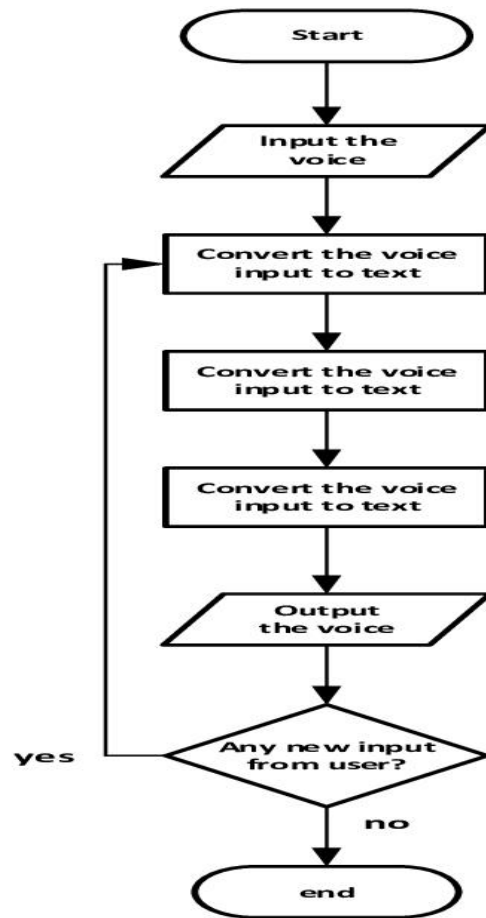 Start
Input the
voice
Convert the voice
input to text
Convert the voice
input to text
Convert the voice
input to text
Output
the voice
Any new input
from user?
yes
no
end